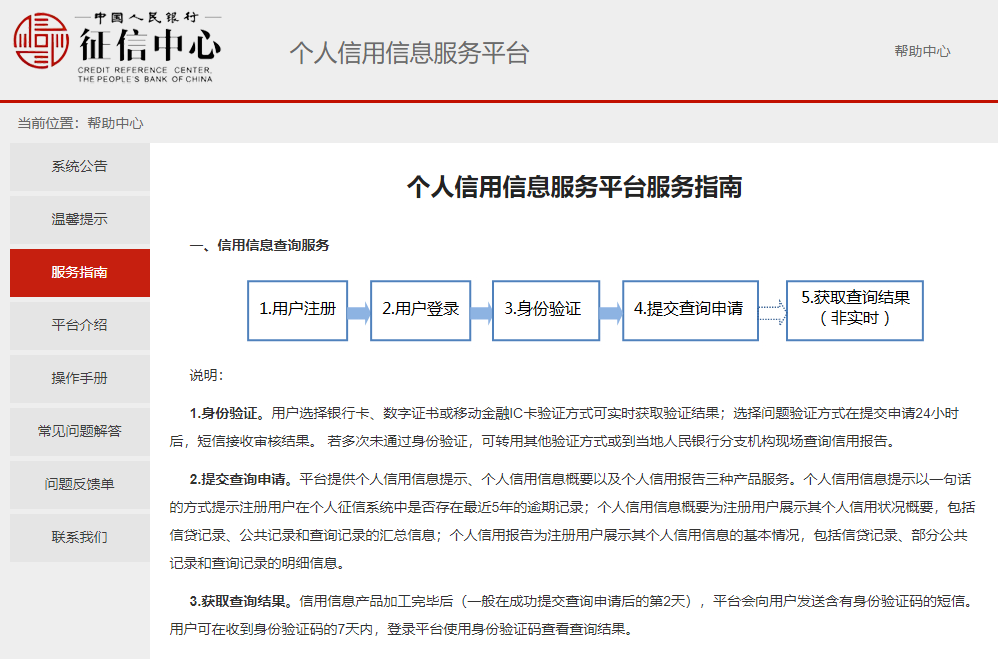 中国人民银行
征信中心
CREDIT REFERENCE CENTER,
THE PEOPLE'S BANK OF CHINA
个人信用信息服务平台
帮助中心
当前位置：帮助中心
系统公告
温馨提示
服务指南
平台介绍
操作手册
常见问题解答
问题反馈单
联系我们
个人信用信息服务平台服务指南
一、信用信息查询服务
1.用户注册
2.用户登录
3.身份验证
4.提交查询申请
5.获取查询结果
（非实时）
说明：
1.身份验证。用户选择银行卡、数字证书或移动金融IC卡验证方式可实时获取验证结果；选择问题验证方式在提交申请24小时
后，短信接收审核结果。 若多次未通过身份验证，可转用其他验证方式或到当地人民银行分支机构现场查询信用报告。
2.提交查询申请。平台提供个人信用信息提示、个人信用信息概要以及个人信用报告三种产品服务。个人信用信息提示以一句话
的方式提示注册用户在个人征信系统中是否存在最近5年的逾期记录；个人信用信息概要为注册用户展示其个人信用状况概要，包括
信贷记录、公共记录和查询记录的汇总信息；个人信用报告为注册用户展示其个人信用信息的基本情况，包括信贷记录、部分公共
记录和查询记录的明细信息。
3.获取查询结果。信用信息产品加工完毕后（一般在成功提交查询申请后的第2天），平台会向用户发送含有身份验证码的短信。
用户可在收到身份验证码的7天内，登录平台使用身份验证码查看查询结果。